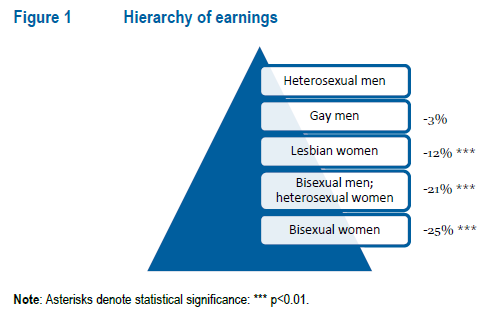 Figure 1 Hierarchy of earnings
Heterosexual men
Gay men -3%
Lesbian women -12% ***
Bisexual men;
heterosexual women -21% ***
Bisexual women -25% ***
Note: Asterisks denote statistical significance: *** p<0.01.